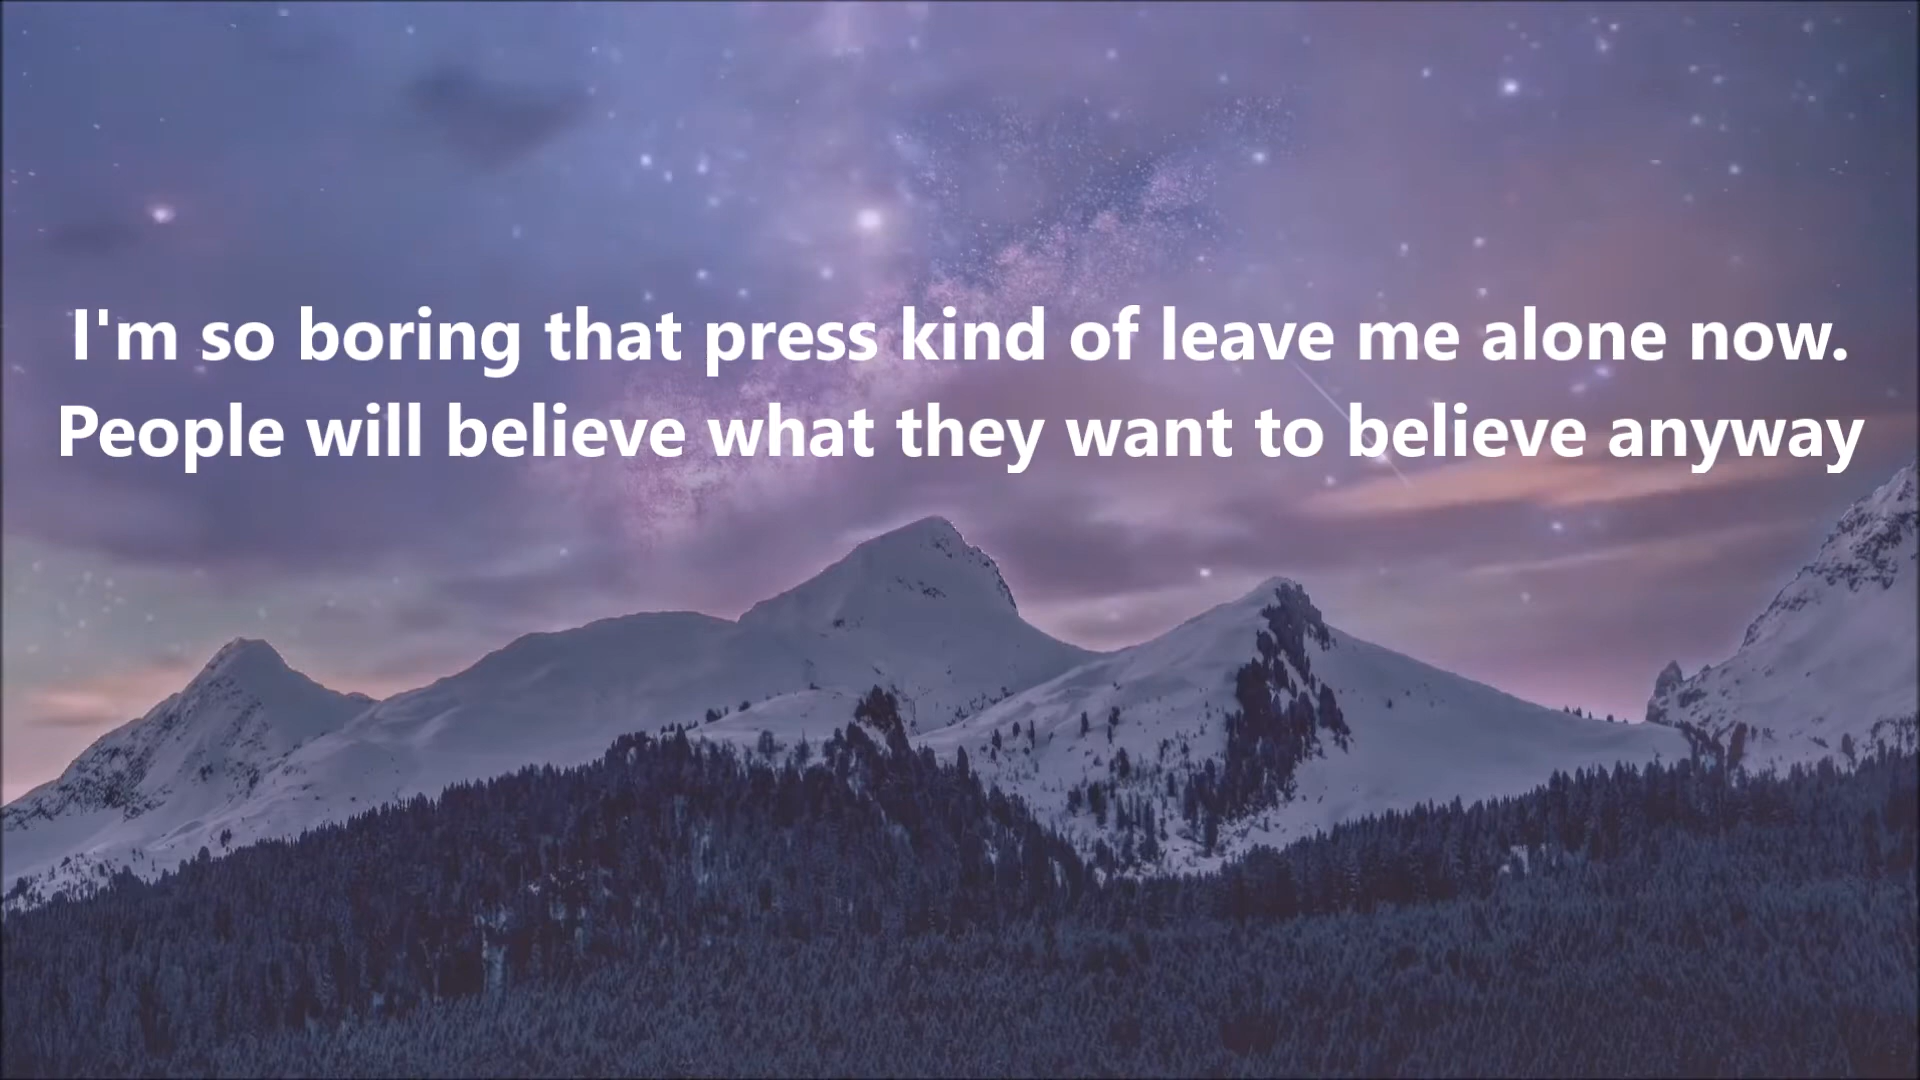 I'm so boring that press kind of leave me alone now.
People will believe what they want to believe anyway